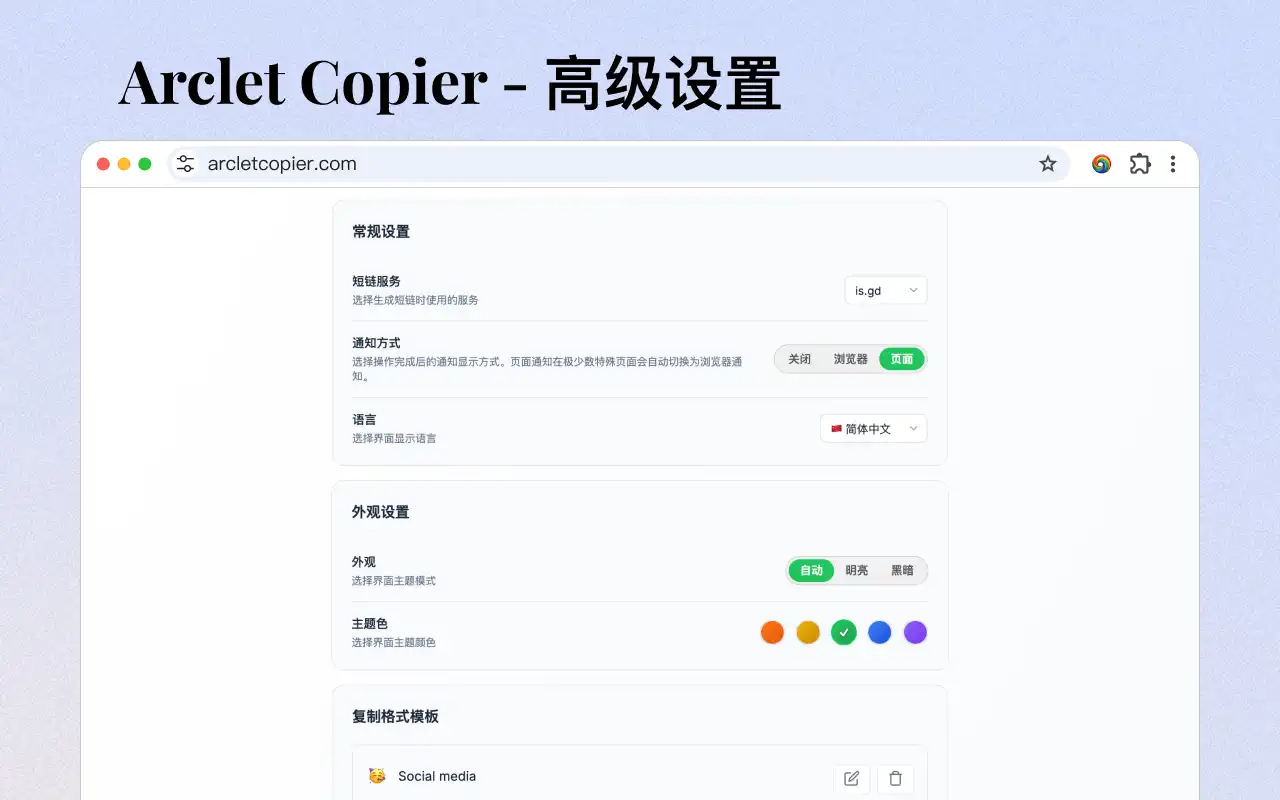 Arclet Copier - 高级设置
arcletcopier.com
常规设置
短链服务
选择生成短链时使用的服务
is.gd
通知方式
选择操作完成后的通知显示方式。页面通知在极少数特殊页面会自动切换为浏览器通
知。
关闭 浏览器 页面
语言
选择界面显示语言
简体中文
外观设置
外观
选择界面主题模式
自动 明亮 黑暗
主题色
选择界面主题颜色
复制格式模板
Social media